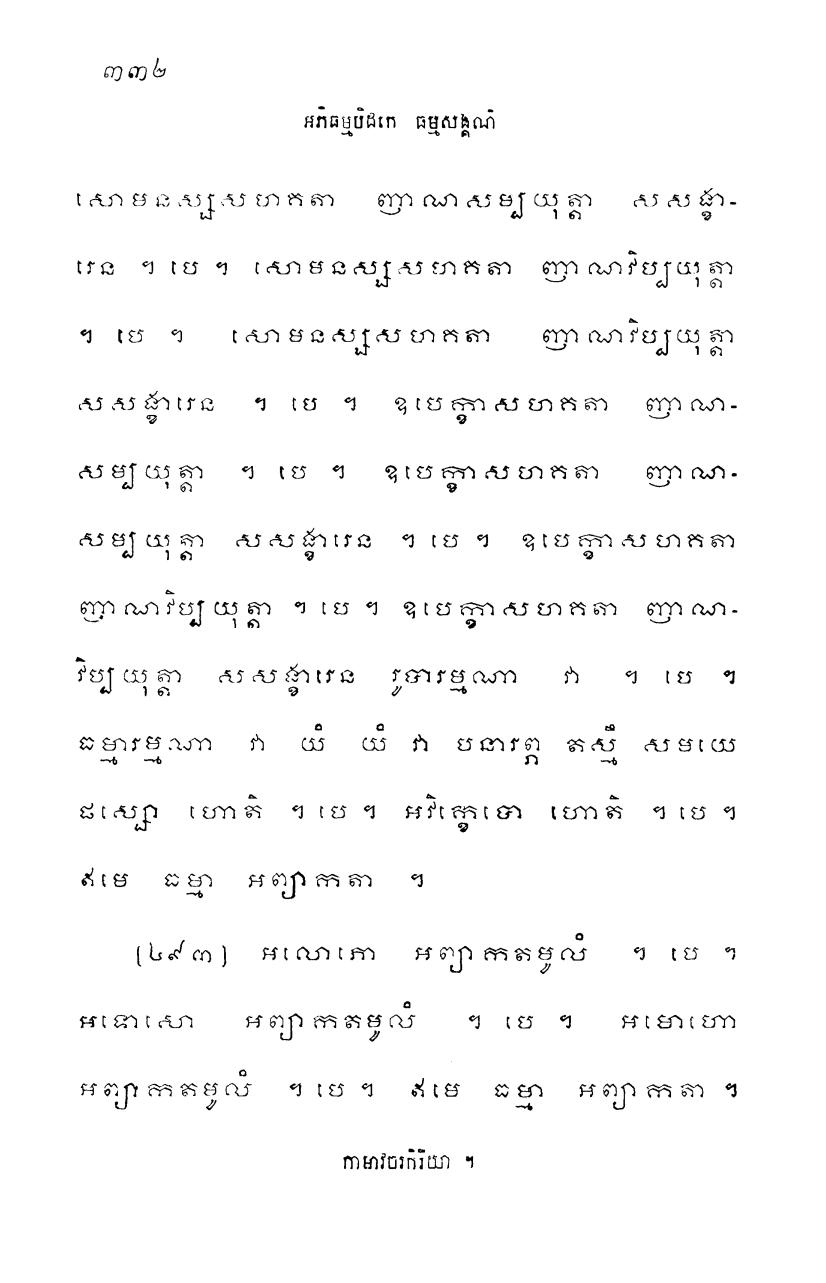 ៣៣២
អភិធម្មបិដកេ ធម្មសង្គណិ
សោមនស្សសហគតា ញាណសម្បយុត្តា សសង្ខា-
រេន ។ បេ ។ សោមនស្សសហគតា ញាណវិប្បយុត្តា
។ បេ ។ សោមនស្សសហគតា ញាណវិប្បយុត្តា
សសង្ខារេន ។ បេ ។ ឧបេក្ខាសហគតា ញាណ-
សម្បយុត្តា ។ បេ ។ ឧបេក្ខាសហគតា ញាណ-
សម្បយុត្តា សសង្ខារេន ។ បេ ។ ឧបេក្ខាសហគតា
ញាណវិប្បយុត្តា ។ បេ ។ ឧបេក្ខាសហគតា ញាណ-
វិប្បយុត្តា សសង្ខារេន រូបារម្មណា វា ។ បេ ។
ធម្មារម្មណា វា យំ យំ វា បនារព្ភ តស្មឹ សមយេ
ផស្សោ ហោតិ ។ បេ ។ អវិក្ខេបោ ហោតិ ។ បេ ។
ឥមេ ធម្មា អព្យាកតា ។
[៤៩៣] អលោភោ អព្យាកតមូលំ ។ បេ ។
អទោសោ អព្យាកតមូលំ ។ បេ ។ អមោហោ
អព្យាកតមូលំ ។ បេ ។ ឥមេ ធម្មា អព្យាកតា ។
កាមាវចរកិរិយា ។